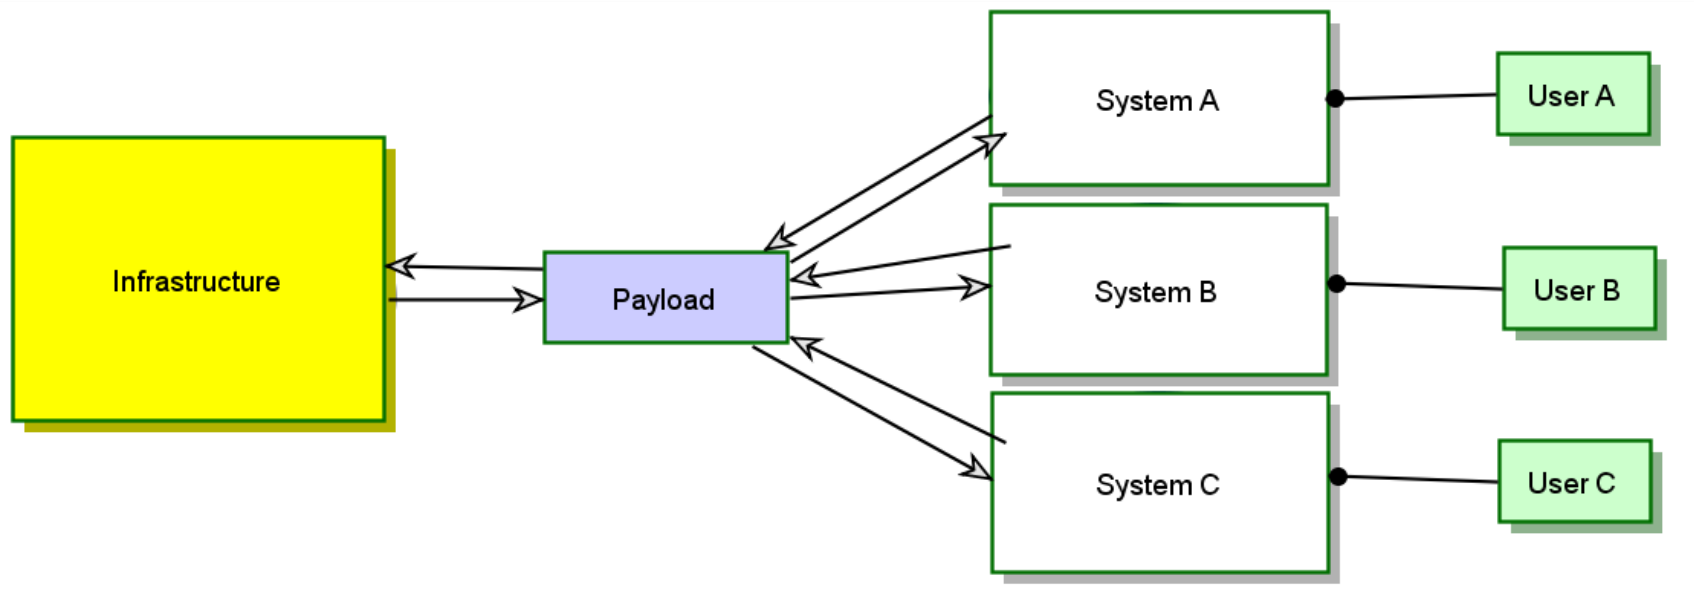 Infrastructure
Payload
System A
User A
System B
User B
System C
User C